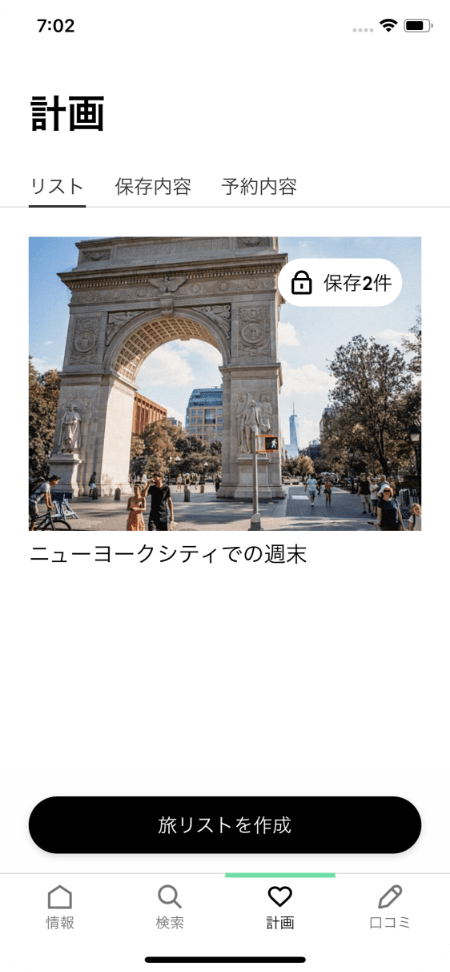 7:02
計画
リスト 保存内容 予約内容
保存2件
ニューヨークシティでの週末
旅リストを作成
情報 検索 計画 口コミ